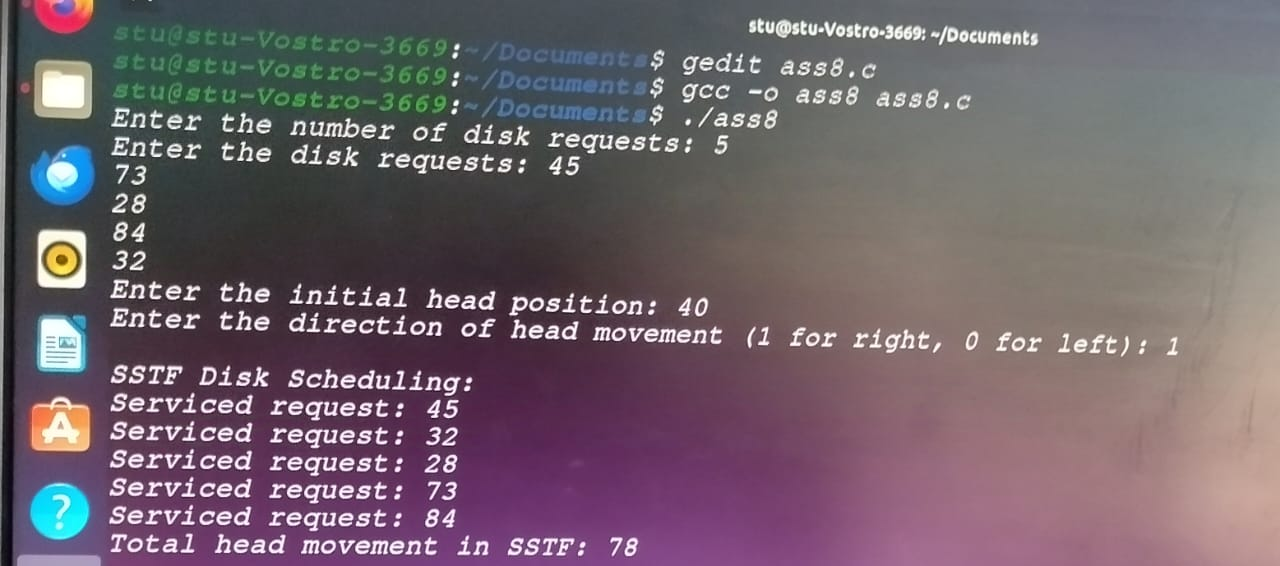 stu@stu-Vostro-3669: ~/Documents
stu@stu-Vostro-3669:~/Documents$ gedit ass8.c
stu@stu-Vostro-3669:~/Documents$ gcc -o ass8 ass8.c
stu@stu-Vostro-3669:~/Documents$ ./ass8
Enter the number of disk requests: 5
Enter the disk requests: 45
73
28
84
32
Enter the initial head position: 40
Enter the direction of head movement (1 for right, 0 for left): 1
SSTF Disk Scheduling:
Serviced request: 45
Serviced request: 32
Serviced request: 28
Serviced request: 73
Serviced request: 84
Total head movement in SSTF: 78